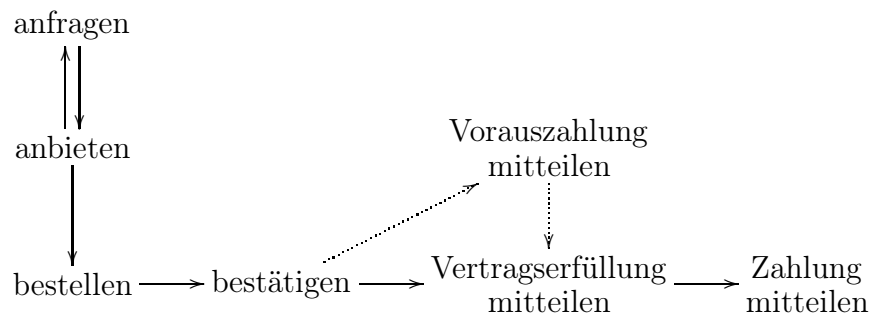 anfragen
anbieten
Vorauszahlung
mitteilen
bestellen
bestätigen
Vertragserfüllung
mitteilen
Zahlung
mitteilen